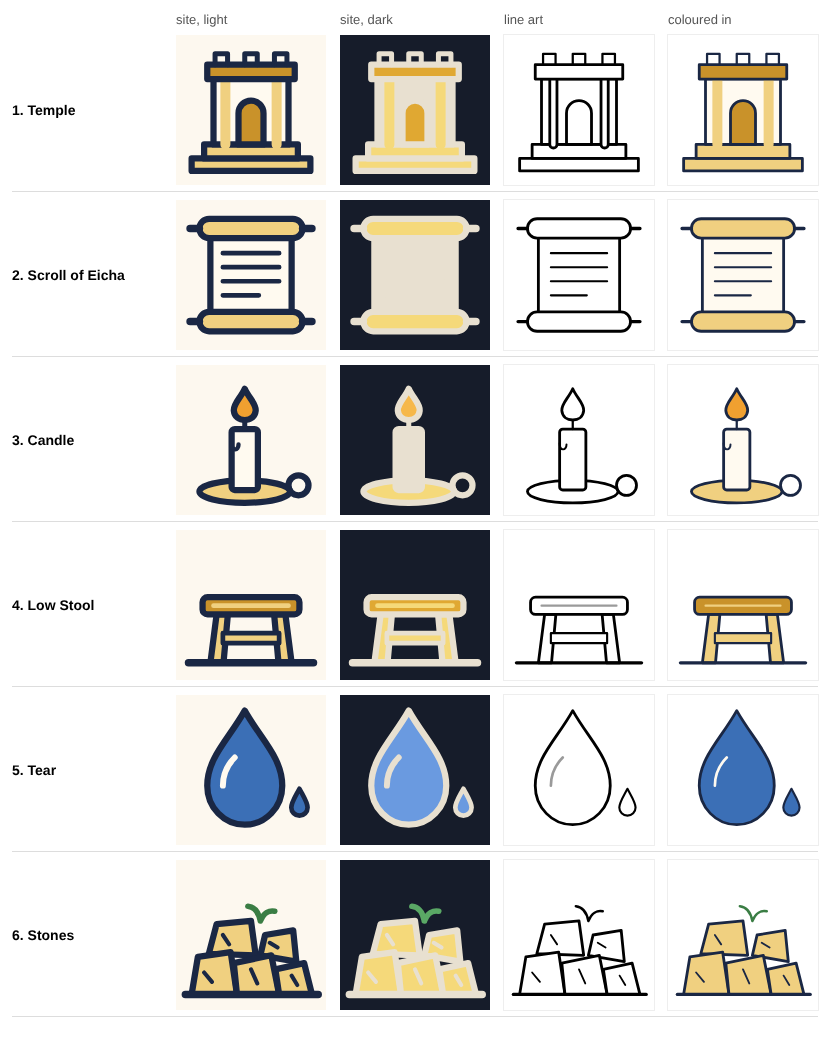 site, light
site, dark
line art
coloured in
1. Temple
2. Scroll of Eicha
3. Candle
4. Low Stool
5. Tear
6. Stones